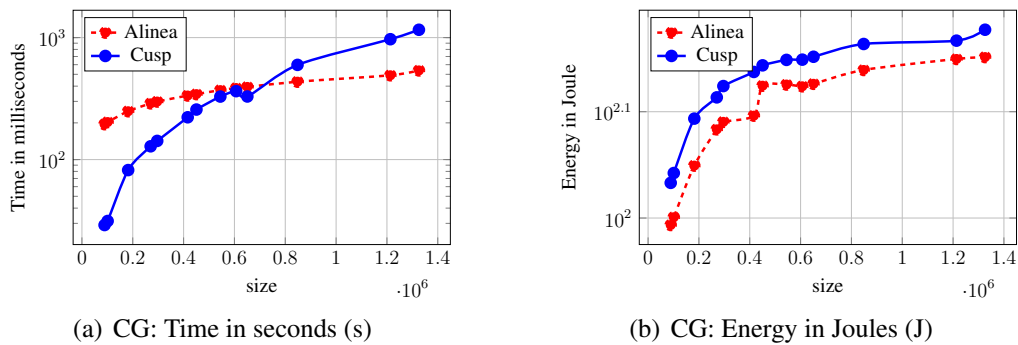 Alinea
Cusp
Time in milliseconds
10^3
10^2
0 0.2 0.4 0.6 0.8 1 1.2 1.4
size
·10^6
(a) CG: Time in seconds (s)
Alinea
Cusp
Energy in Joule
10^2.1
10^2
0 0.2 0.4 0.6 0.8 1 1.2 1.4
size
·10^6
(b) CG: Energy in Joules (J)